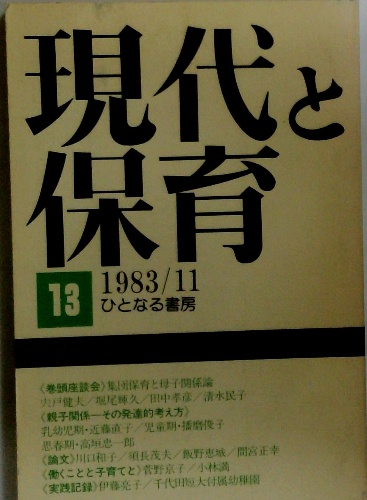 現代と
保育
13
1983/11
ひとなる書房
《巻頭座談会》集団保育と母子関係論
宍戸健夫／堀尾輝久／田中孝彦／清水民子
《親子関係―その発達的考え方》
乳幼児期・近藤直子／児童期・播磨俊子
思春期・高垣忠一郎
《論文》川口和子／須長茂夫／飯野恵城／間宮正幸
《働くことと子育てと》菅野京子／小林満
《実践記録》伊藤亮子／千代田短大付属幼稚園